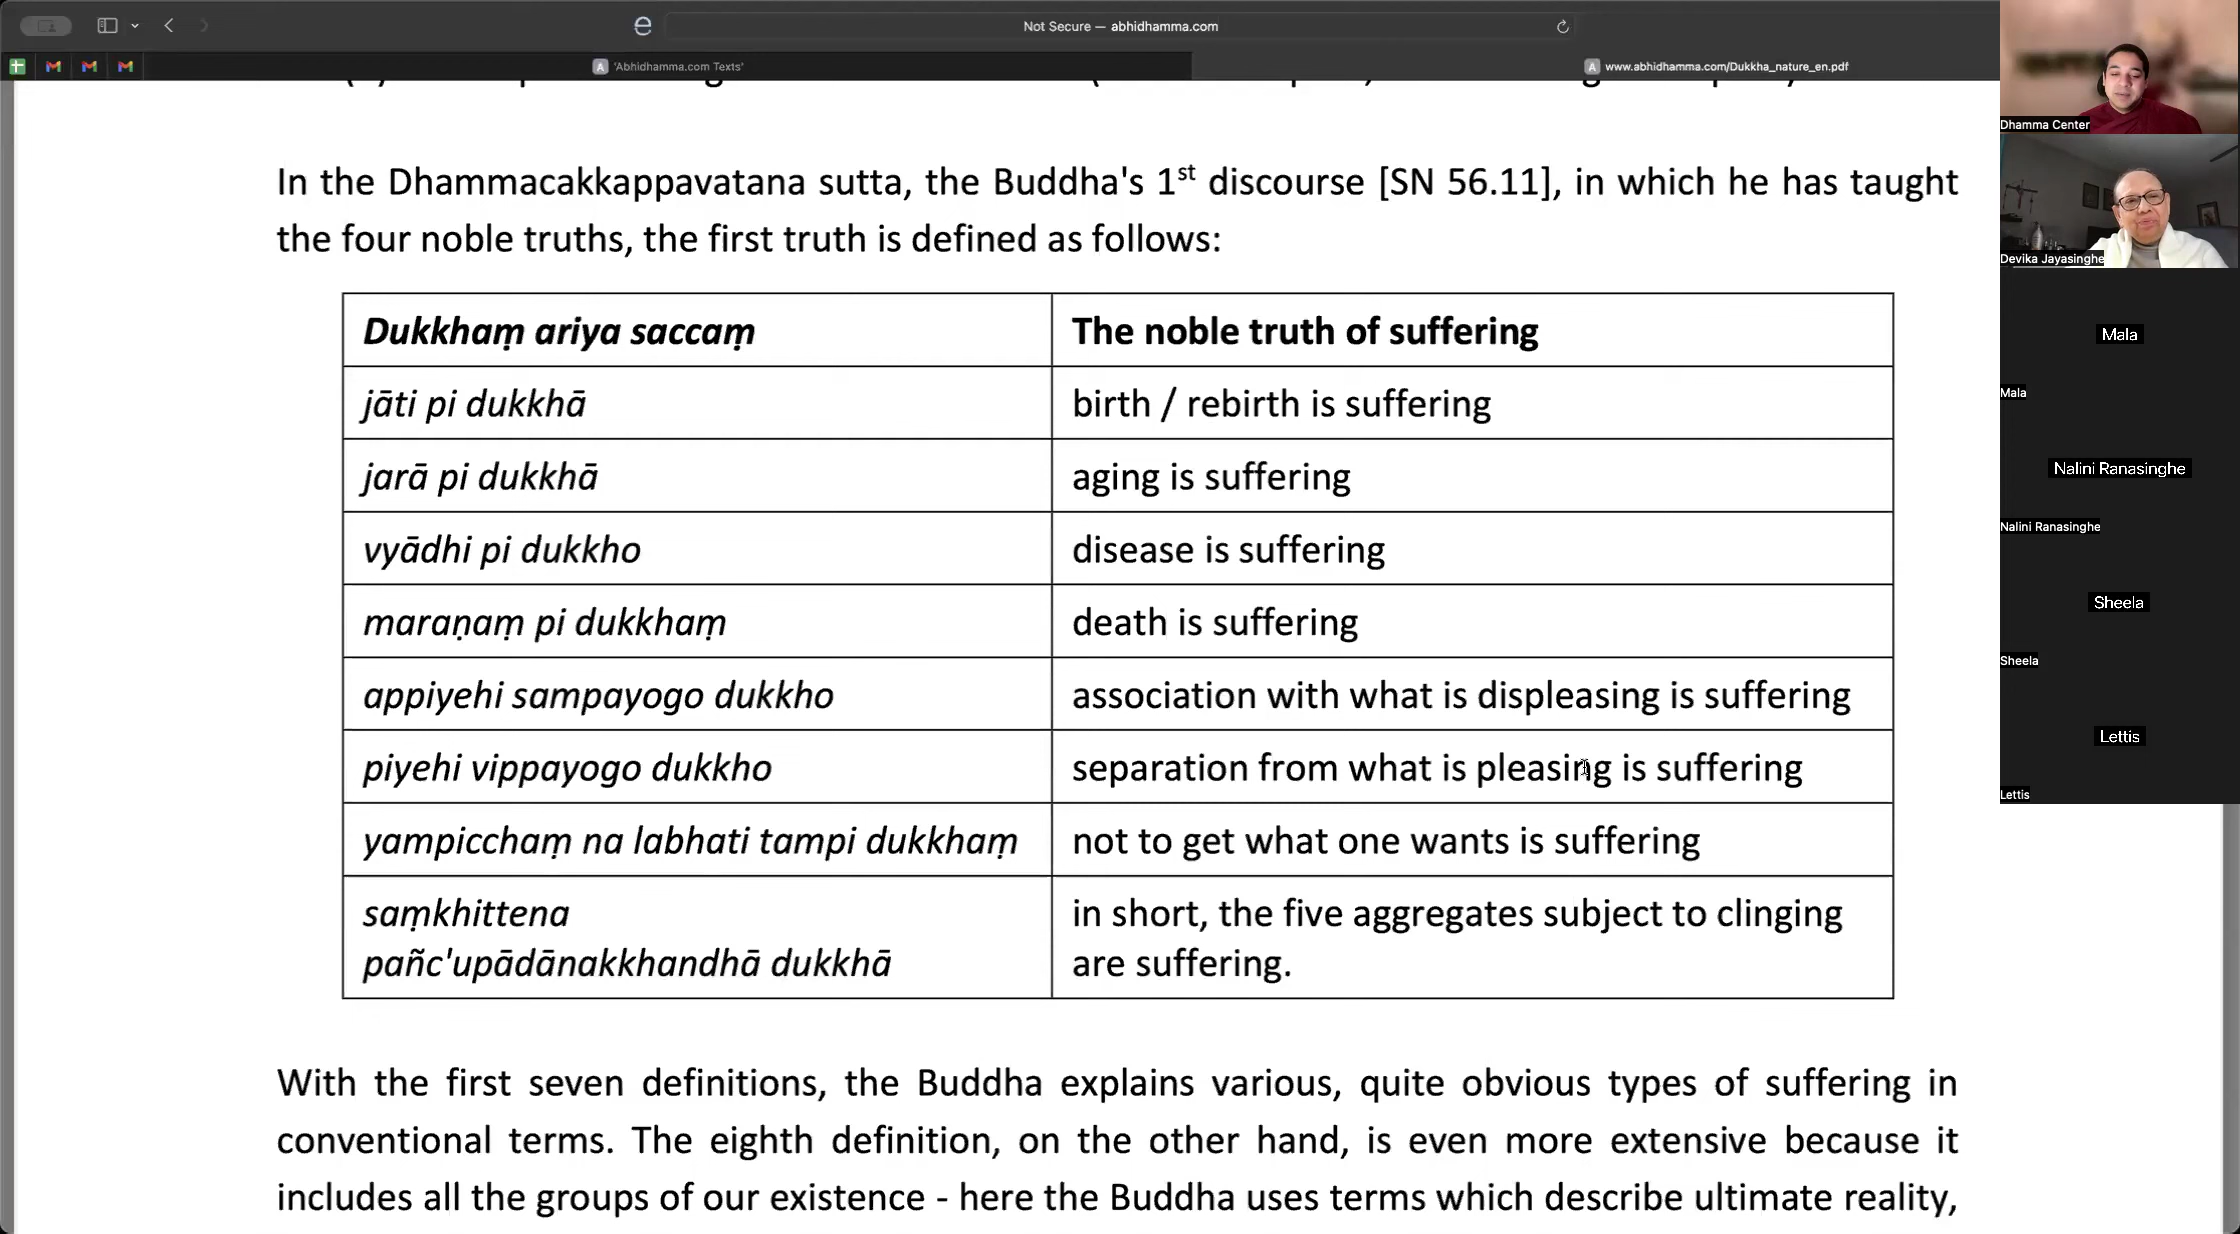 Not Secure — abhidhamma.com
'Abhidhamma.com Texts'
www.abhidhamma.com/Dukkha_nature_en.pdf
In the Dhammacakkappavatana sutta, the Buddha's 1st discourse [SN 56.11], in which he has taught
the four noble truths, the first truth is defined as follows:
Dukkhaṃ ariya saccaṃ
The noble truth of suffering
jāti pi dukkhā
birth / rebirth is suffering
jarā pi dukkhā
aging is suffering
vyādhi pi dukkho
disease is suffering
maraṇaṃ pi dukkhaṃ
death is suffering
appiyehi sampayogo dukkho
association with what is displeasing is suffering
piyehi vippayogo dukkho
separation from what is pleasing is suffering
yampicchaṃ na labhati tampi dukkhaṃ
not to get what one wants is suffering
saṃkhittena
pañc'upādānakkhandhā dukkhā
in short, the five aggregates subject to clinging
are suffering.
With the first seven definitions, the Buddha explains various, quite obvious types of suffering in
conventional terms. The eighth definition, on the other hand, is even more extensive because it
includes all the groups of our existence - here the Buddha uses terms which describe ultimate reality,
Dhamma Center
Devika Jayasinghe
Mala
Mala
Nalini Ranasinghe
Nalini Ranasinghe
Sheela
Sheela
Lettis
Lettis